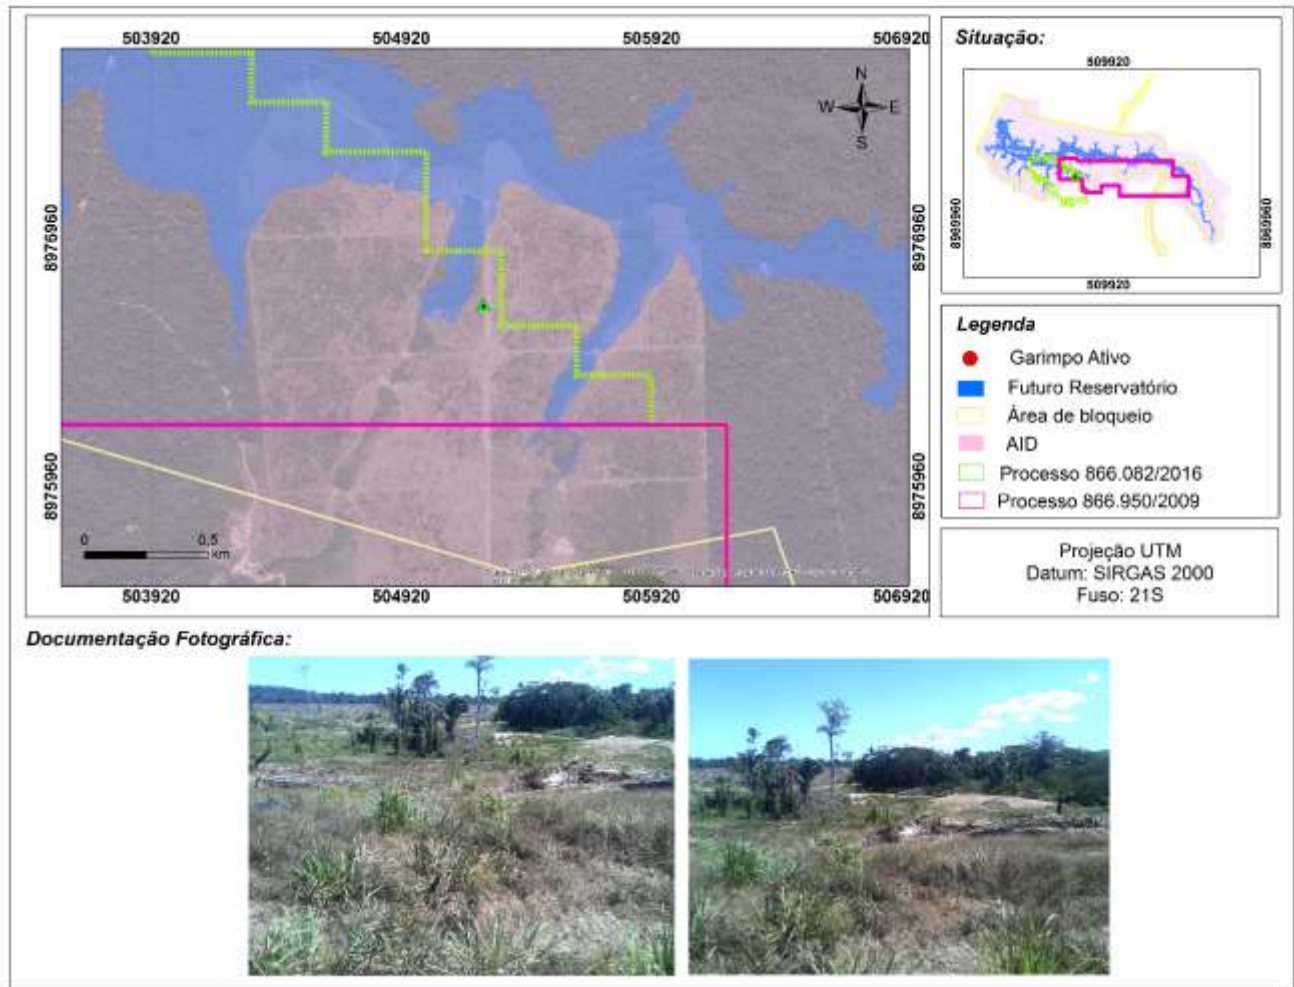 503920 504920 505920 506920
N
W E
S
8976960 8976960
8975960 8975960
0 0,5
km
503920 504920 505920 506920
Situação:
509920
8969960 8969960
509920
Legenda
Garimpo Ativo
Futuro Reservatório
Área de bloqueio
AID
Processo 866.082/2016
Processo 866.950/2009
Projeção UTM
Datum: SIRGAS 2000
Fuso: 21S
Documentação Fotográfica: